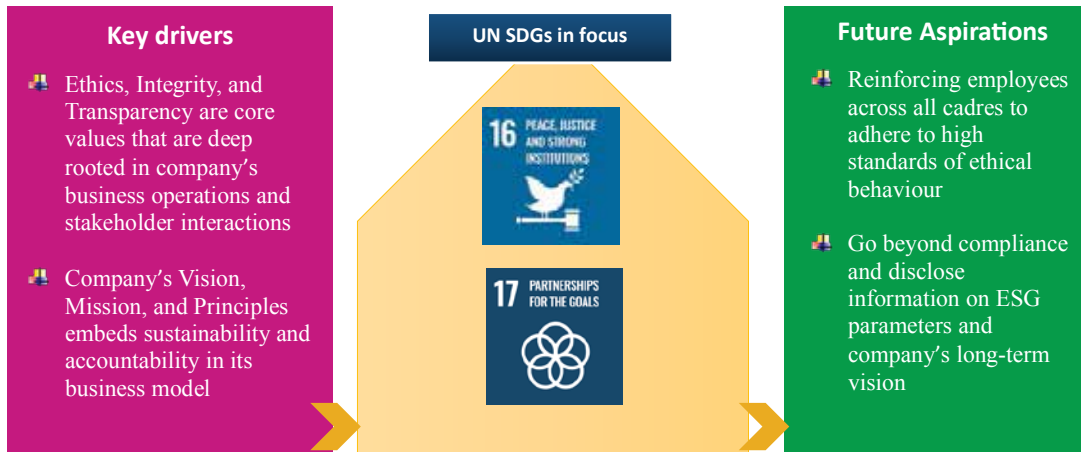 Key drivers
Ethics, Integrity, and
Transparency are core
values that are deep
rooted in company's
business operations and
stakeholder interactions
Company's Vision,
Mission, and Principles
embeds sustainability and
accountability in its
business model
UN SDGs in focus
16 PEACE, JUSTICE
AND STRONG
INSTITUTIONS
17 PARTNERSHIPS
FOR THE GOALS
Future Aspirations
Reinforcing employees
across all cadres to
adhere to high
standards of ethical
behaviour
Go beyond compliance
and disclose
information on ESG
parameters and
company's long-term
vision